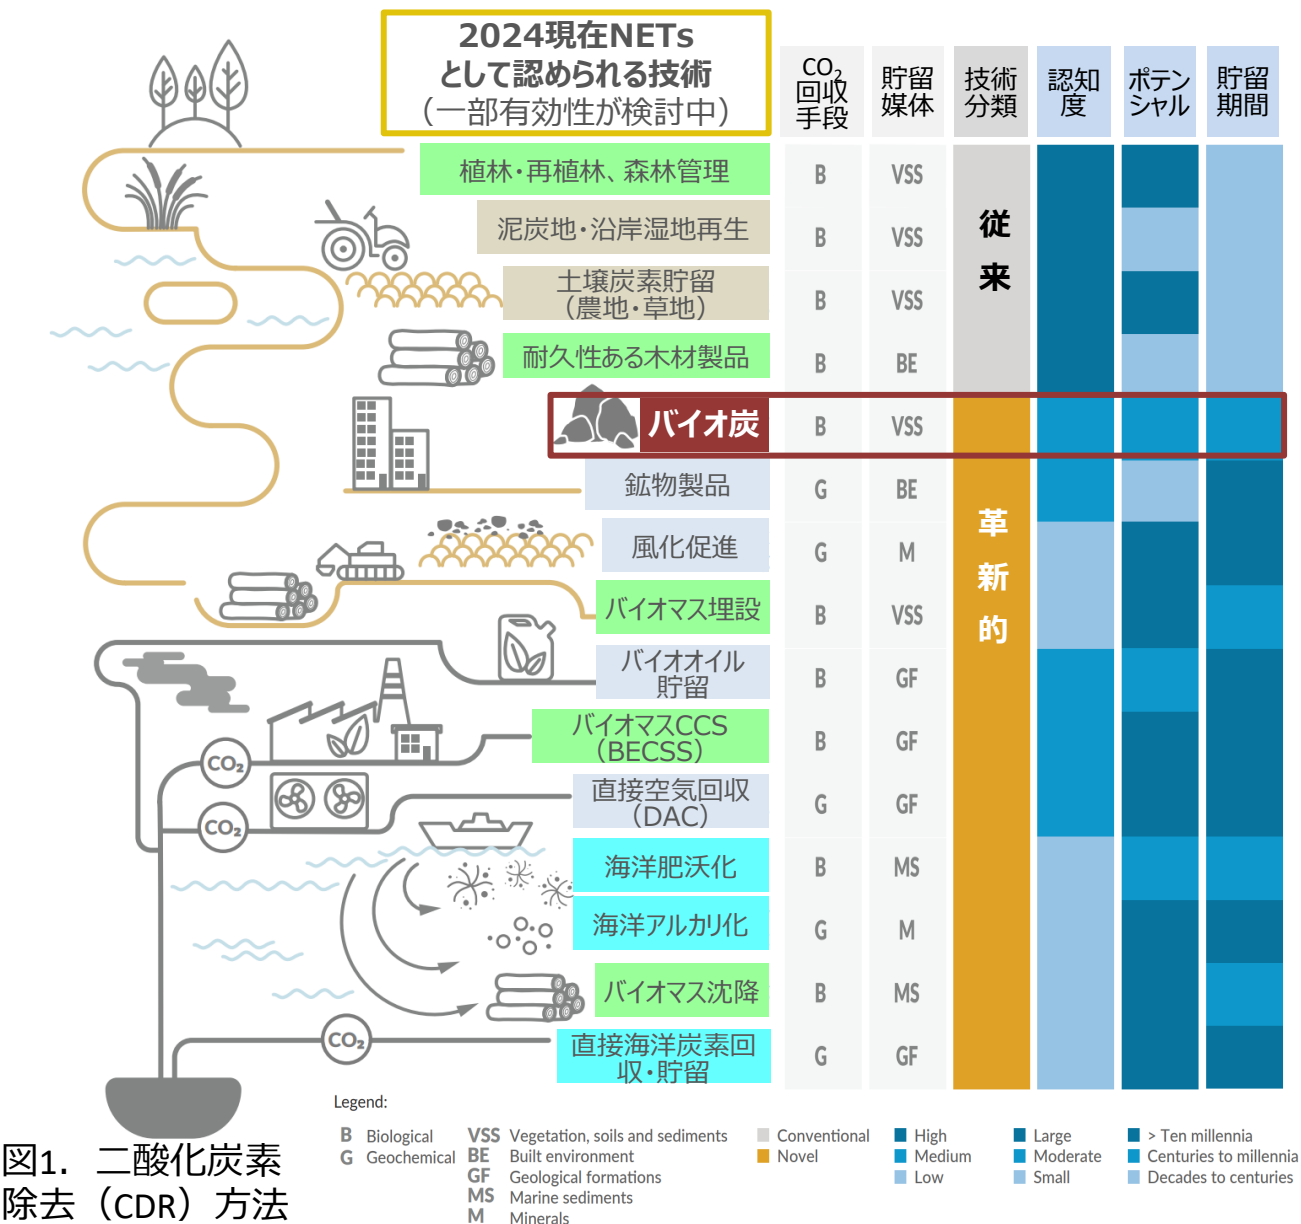 2024現在NETs
として認められる技術
（一部有効性が検討中）
CO₂
回収
手段
貯留
媒体
技術
分類
認知
度
ポテン
シャル
貯留
期間
植林・再植林、森林管理
B
VSS
泥炭地・沿岸湿地再生
B
VSS
土壌炭素貯留
（農地・草地）
B
VSS
耐久性ある木材製品
B
BE
従
来
バイオ炭
B
VSS
鉱物製品
G
BE
風化促進
G
M
バイオマス埋設
B
VSS
バイオオイル
貯留
B
GF
バイオマスCCS
（BECSS）
B
GF
直接空気回収
（DAC）
G
GF
海洋肥沃化
B
MS
海洋アルカリ化
G
M
バイオマス沈降
B
MS
直接海洋炭素回
収・貯留
G
GF
革
新
的
CO₂
CO₂
CO₂
Legend:
B Biological
G Geochemical
VSS Vegetation, soils and sediments
BE Built environment
GF Geological formations
MS Marine sediments
M Minerals
Conventional
Novel
High
Medium
Low
Large
Moderate
Small
> Ten millennia
Centuries to millennia
Decades to centuries
図1． 二酸化炭素
除去（CDR）方法